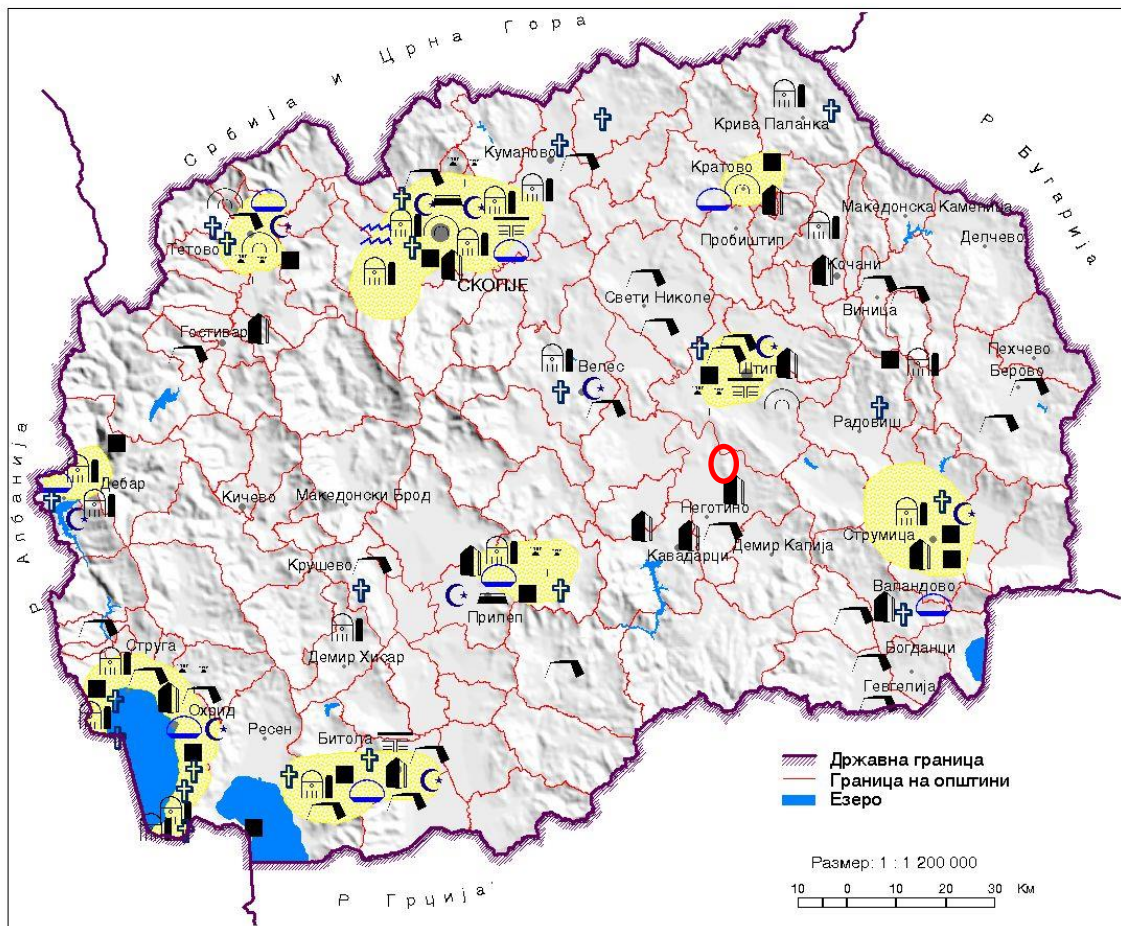 Србија и Црна Гора
Крива Паланка
Р Бугарија
Куманово
Кратово
Македонска Каменица
Делчево
Пробиштип
Тетово
Кочани
СКОПЈЕ
Свети Николе
Виница
Гостивар
Пехчево
Велес
Штип
Берово
Радовиш
Р Албанија
Дебар
Кичево
Македонски Брод
Неготино
Струмица
Кавадарци
Демир Капија
Крушево
Валандово
Прилеп
Струга
Демир Хисар
Богданци
Гевгелија
Охрид
Ресен
Битола
Државна граница
Граница на општини
Езеро
Размер: 1 : 1 200 000
10 0 10 20 30 Км
Р Грција